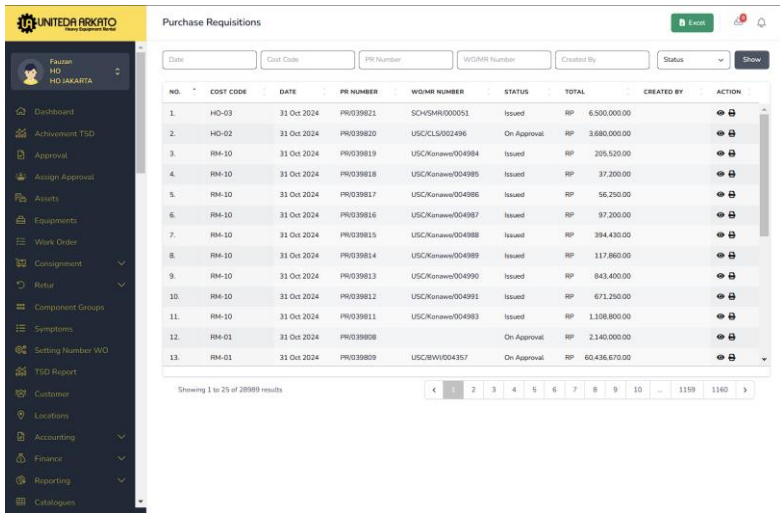 UNITEDA ARKATO
Heavy Equipment Rental
Purchase Requisitions
Excel
Fauzan
HO
HO JAKARTA
Date
Cost Code
PR Number
WO/MR Number
Created By
Status
Show
NO. COST CODE DATE PR NUMBER WO/MR NUMBER STATUS TOTAL CREATED BY ACTION
1. HO-03 31 Oct 2024 PR/039821 SCH/SMR/000051 Issued RP 6,500,000.00
2. HO-02 31 Oct 2024 PR/039820 USC/CLS/002496 On Approval RP 3,680,000.00
3. RM-10 31 Oct 2024 PR/039819 USC/Konawe/004984 Issued RP 205,520.00
4. RM-10 31 Oct 2024 PR/039818 USC/Konawe/004985 Issued RP 37,200.00
5. RM-10 31 Oct 2024 PR/039817 USC/Konawe/004986 Issued RP 56,250.00
6. RM-10 31 Oct 2024 PR/039816 USC/Konawe/004987 Issued RP 97,200.00
7. RM-10 31 Oct 2024 PR/039815 USC/Konawe/004988 Issued RP 394,430.00
8. RM-10 31 Oct 2024 PR/039814 USC/Konawe/004989 Issued RP 117,860.00
9. RM-10 31 Oct 2024 PR/039813 USC/Konawe/004990 Issued RP 843,400.00
10. RM-10 31 Oct 2024 PR/039812 USC/Konawe/004991 Issued RP 671,250.00
11. RM-10 31 Oct 2024 PR/039811 USC/Konawe/004983 Issued RP 1,108,800.00
12. RM-01 31 Oct 2024 PR/039808 On Approval RP 2,140,000.00
13. RM-01 31 Oct 2024 PR/039809 USC/BWI/004357 On Approval RP 60,436,670.00
Showing 1 to 25 of 28989 results
1 2 3 4 5 6 7 8 9 10 ... 1159 1160
Dashboard
Achivement TSD
Approval
Assign Approval
Assets
Equipments
Work Order
Consignment
Retur
Component Groups
Symptoms
Setting Number WO
TSD Report
Customer
Locations
Accounting
Finance
Reporting
Catalogues